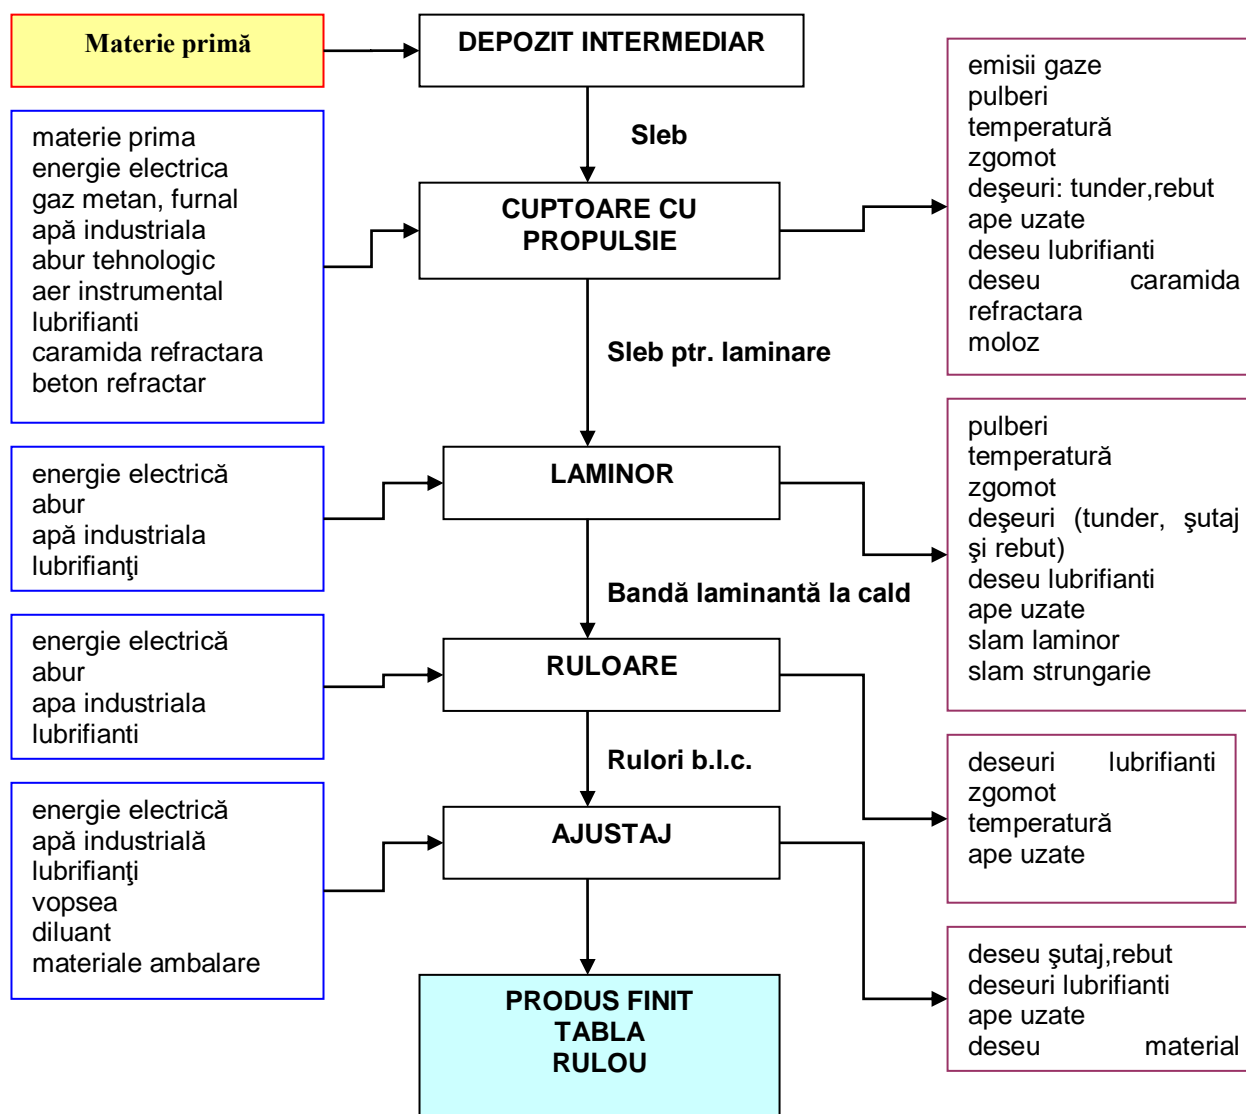 Materie primă
DEPOZIT INTERMEDIAR
Sleb
materie prima
energie electrica
gaz metan, furnal
apă industriala
abur tehnologic
aer instrumental
lubrifianti
caramida refractara
beton refractar
CUPTOARE CU
PROPULSIE
emisii gaze
pulberi
temperatură
zgomot
deşeuri: tunder,rebut
ape uzate
deseu lubrifianti
deseu caramida
refractara
moloz
Sleb ptr. laminare
energie electrică
abur
apă industriala
lubrifianţi
LAMINOR
pulberi
temperatură
zgomot
deşeuri (tunder, şutaj
şi rebut)
deseu lubrifianti
ape uzate
slam laminor
slam strungarie
Bandă laminantă la cald
energie electrică
abur
apa industriala
lubrifianti
RULOARE
deseuri lubrifianti
zgomot
temperatură
ape uzate
Rulori b.l.c.
energie electrică
apă industrială
lubrifianţi
vopsea
diluant
materiale ambalare
AJUSTAJ
deseu şutaj,rebut
deseuri lubrifianti
ape uzate
deseu material
PRODUS FINIT
TABLA
RULOU